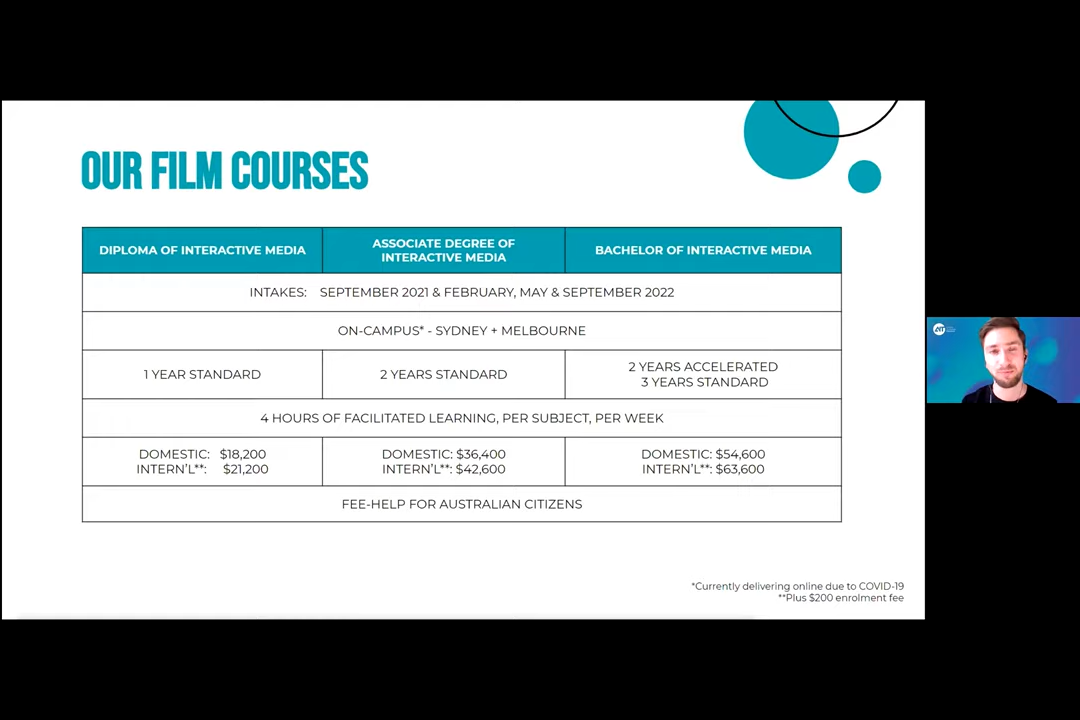 OUR FILM COURSES
DIPLOMA OF INTERACTIVE MEDIA
ASSOCIATE DEGREE OF
INTERACTIVE MEDIA
BACHELOR OF INTERACTIVE MEDIA
INTAKES: SEPTEMBER 2021 & FEBRUARY, MAY & SEPTEMBER 2022
ON-CAMPUS* - SYDNEY + MELBOURNE
1 YEAR STANDARD
2 YEARS STANDARD
2 YEARS ACCELERATED
3 YEARS STANDARD
4 HOURS OF FACILITATED LEARNING, PER SUBJECT, PER WEEK
DOMESTIC: $18,200
INTERN'L**: $21,200
DOMESTIC: $36,400
INTERN'L**: $42,600
DOMESTIC: $54,600
INTERN'L**: $63,600
FEE-HELP FOR AUSTRALIAN CITIZENS
*Currently delivering online due to COVID-19
**Plus $200 enrolment fee
AIT